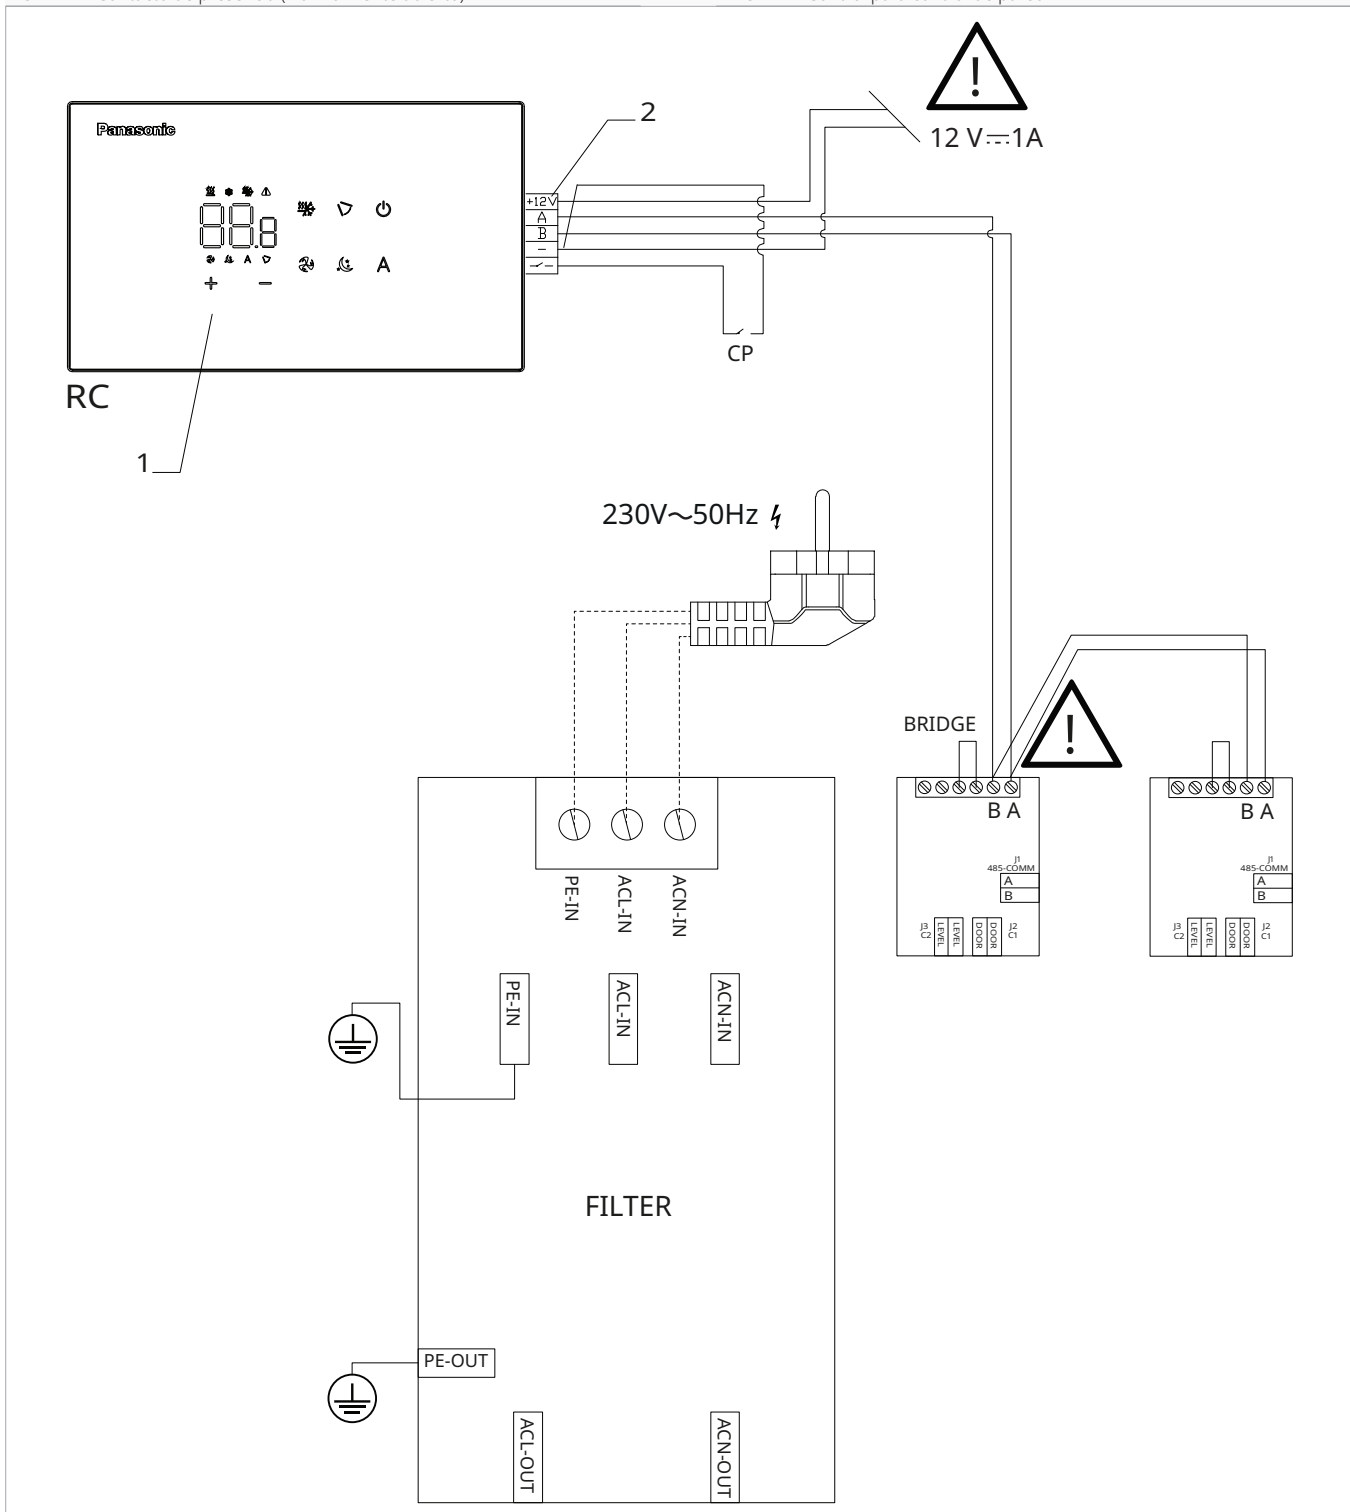 Panasonic
2
12 V 1A
+12V
A
B
–
A
+ –
CP
RC
1
230V~50Hz
BRIDGE
B A
B A
J1
485-COMM
A
B
J3
C2
LEVEL
LEVEL
DOOR
DOOR
J2
C1
J1
485-COMM
A
B
J3
C2
LEVEL
LEVEL
DOOR
DOOR
J2
C1
PE-IN
ACL-IN
ACN-IN
PE-IN
ACL-IN
ACN-IN
FILTER
PE-OUT
ACL-OUT
ACN-OUT